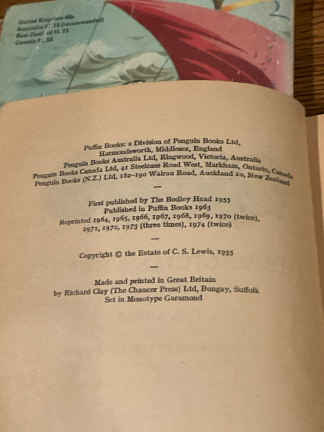 United Kingdom
Australia
New Zealand
Canada
Puffin Books: a Division of Penguin Books Ltd,
Harmondsworth, Middlesex, England
Penguin Books Australia Ltd, Ringwood, Victoria, Australia
Penguin Books Canada Ltd, 41 Steelcase Road West, Markham, Ontario, Canada
Penguin Books (N.Z.) Ltd, 182–190 Wairau Road, Auckland 10, New Zealand
—
First published by The Bodley Head 1955
Published in Puffin Books 1963
Reprinted 1964, 1965, 1966, 1967, 1968, 1969, 1970 (twice),
1971, 1972, 1973 (three times), 1974 (twice)
—
Copyright © the Estate of C. S. Lewis, 1955
—
Made and printed in Great Britain
by Richard Clay (The Chaucer Press) Ltd, Bungay, Suffolk
Set in Monotype Garamond